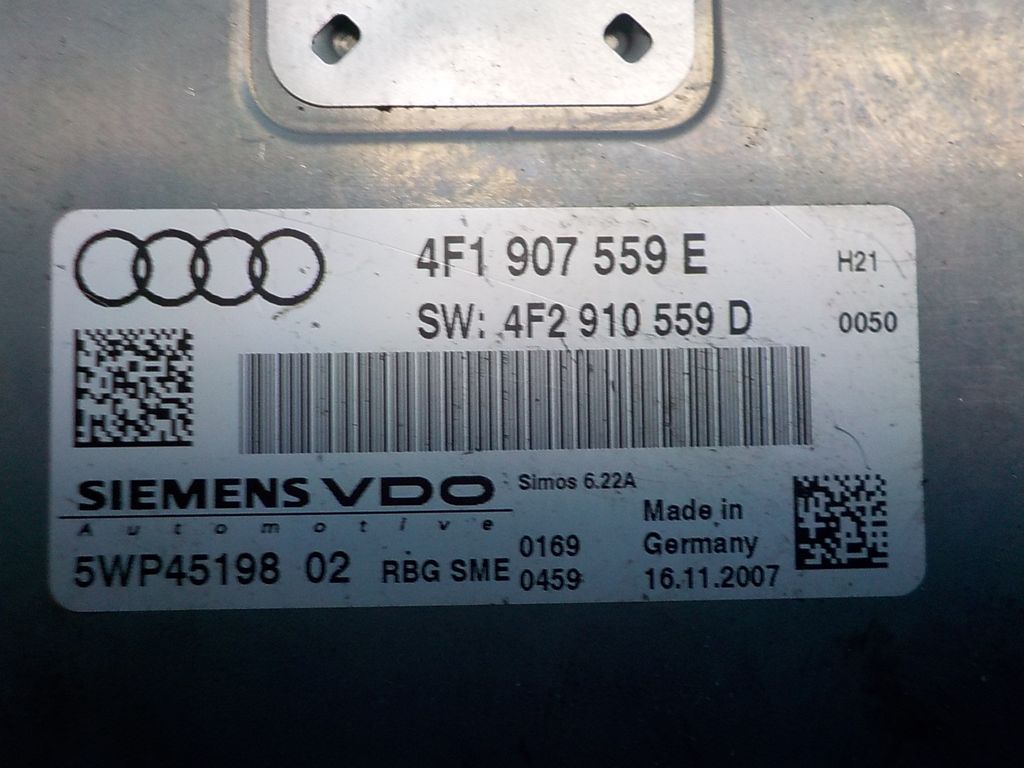 4F1 907 559 E
H21
SW: 4F2 910 559 D
0050
SIEMENS VDO
Automotive
Simos 6.22A
5WP45198 02
RBG SME
0169
0459
Made in
Germany
16.11.2007